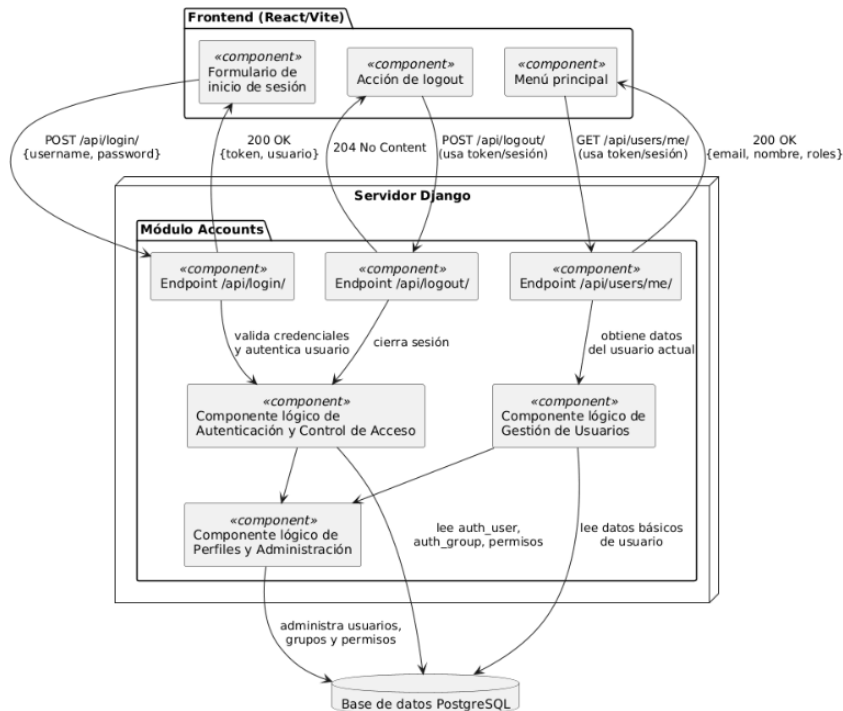 Frontend (React/Vite)
«component»
Formulario de
inicio de sesión
«component»
Acción de logout
«component»
Menú principal
POST /api/login/
{username, password}
200 OK
{token, usuario}
204 No Content
POST /api/logout/
(usa token/sesión)
GET /api/users/me/
(usa token/sesión)
200 OK
{email, nombre, roles}
Servidor Django
Módulo Accounts
«component»
Endpoint /api/login/
«component»
Endpoint /api/logout/
«component»
Endpoint /api/users/me/
valida credenciales
y autentica usuario
cierra sesión
obtiene datos
del usuario actual
«component»
Componente lógico de
Autenticación y Control de Acceso
«component»
Componente lógico de
Gestión de Usuarios
«component»
Componente lógico de
Perfiles y Administración
lee auth_user,
auth_group, permisos
lee datos básicos
de usuario
administra usuarios,
grupos y permisos
Base de datos PostgreSQL